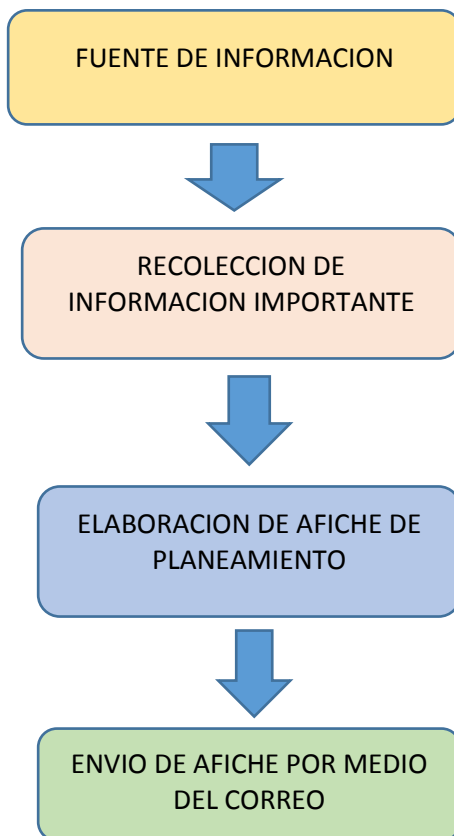 FUENTE DE INFORMACION
RECOLECCION DE
INFORMACION IMPORTANTE
ELABORACION DE AFICHE DE
PLANEAMIENTO
ENVIO DE AFICHE POR MEDIO
DEL CORREO